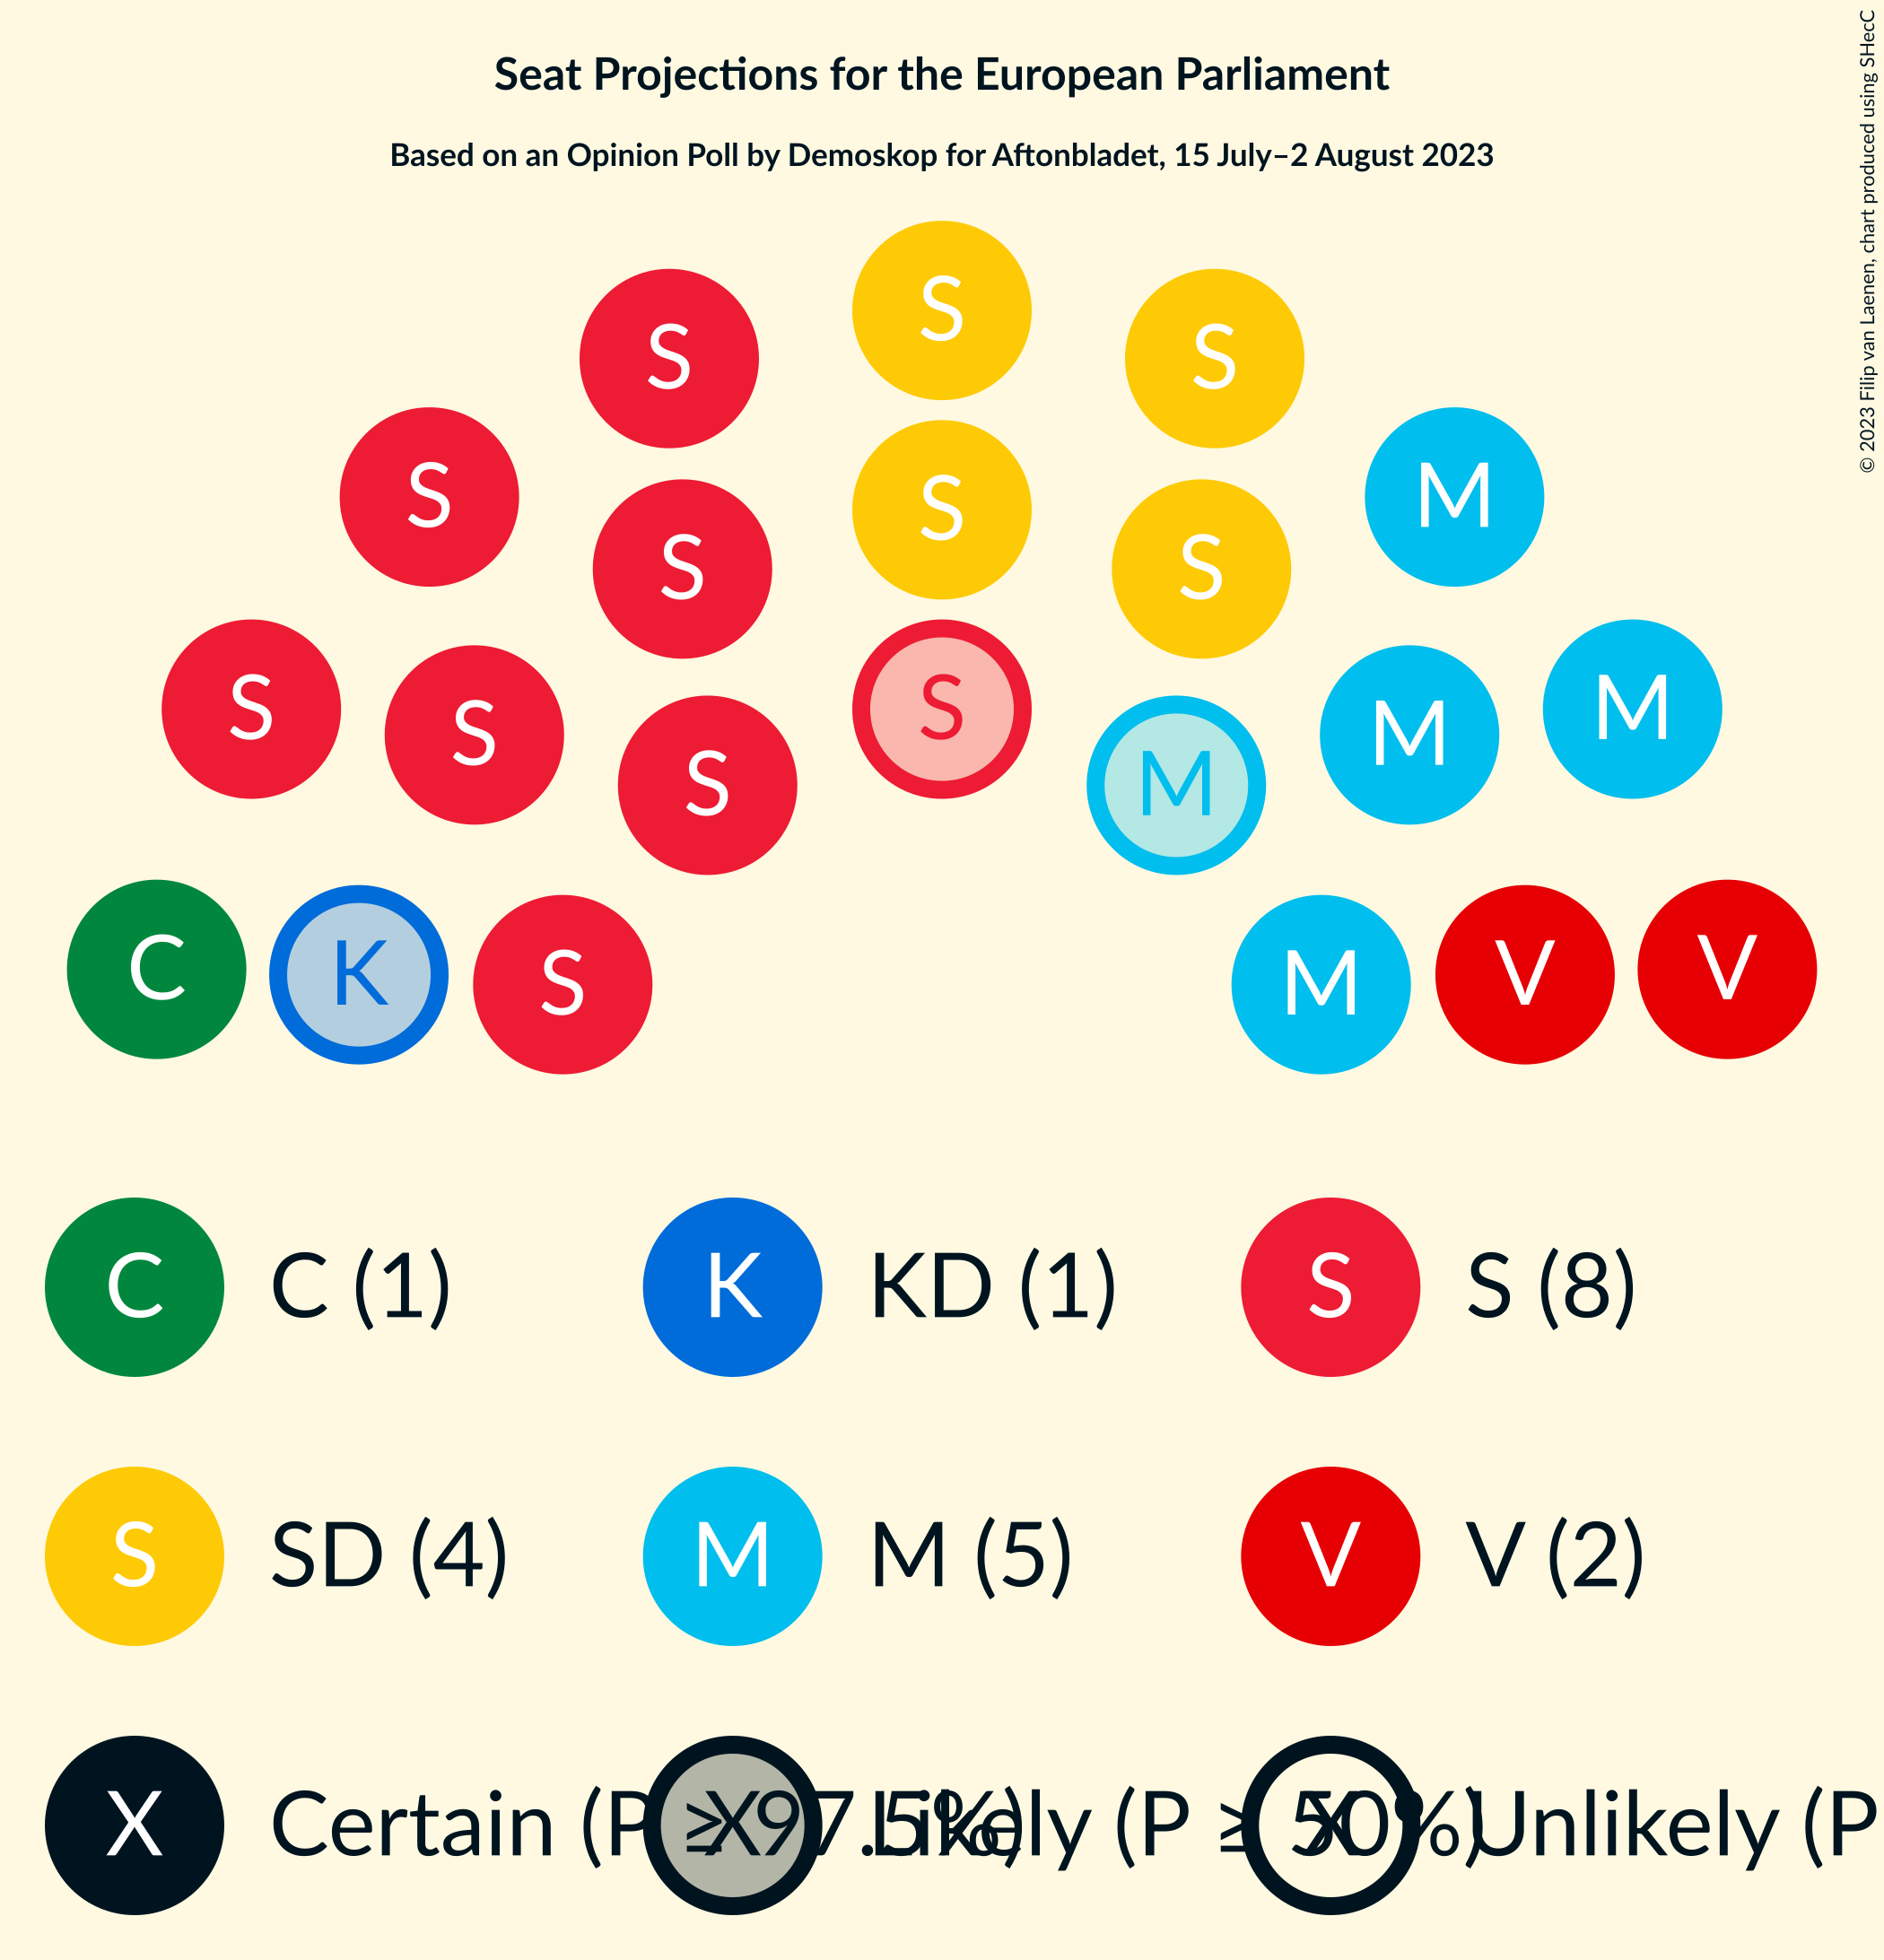 Seat Projections for the European Parliament
Based on an Opinion Poll by Demoskop for Aftonbladet, 15 July–2 August 2023
© 2023 Filip van Laenen, chart produced using SHecC
S
S S
S M
S
S S
S M
S S
S M
S M
C K S M V V
C C (1) K KD (1) S S (8)
S SD (4) M M (5) V V (2)
X Certain (P ≥ 97.5%) X Likely (P ≥ 50%) X Unlikely (P